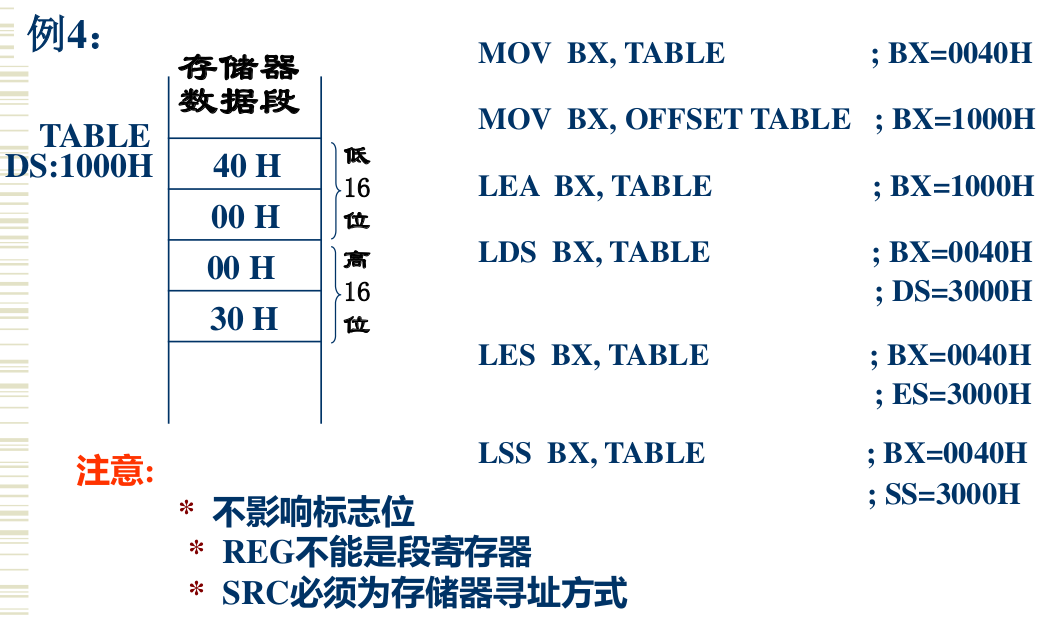 例4：
存储器
数据段
TABLE
DS:1000H
40 H
00 H
00 H
30 H
低
16
位
高
16
位
MOV BX, TABLE ; BX=0040H
MOV BX, OFFSET TABLE ; BX=1000H
LEA BX, TABLE ; BX=1000H
LDS BX, TABLE ; BX=0040H
; DS=3000H
LES BX, TABLE ; BX=0040H
; ES=3000H
LSS BX, TABLE ; BX=0040H
; SS=3000H
注意:
* 不影响标志位
* REG不能是段寄存器
* SRC必须为存储器寻址方式